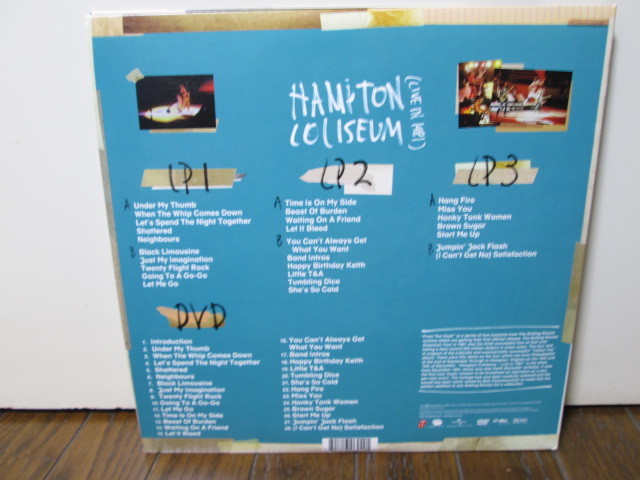 HAMPTON
COLISEUM
(LIVE IN 1981)
LP1
A Under My Thumb
When The Whip Comes Down
Let's Spend The Night Together
Shattered
Neighbours
B Black Limousine
Just My Imagination
Twenty Flight Rock
Going To A Go-Go
Let Me Go
LP2
A Time Is On My Side
Beast Of Burden
Waiting On A Friend
Let It Bleed
B You Can't Always Get
What You Want
Band Intros
Happy Birthday Keith
Little T&A
Tumbling Dice
She's So Cold
LP3
A Hang Fire
Miss You
Honky Tonk Women
Brown Sugar
Start Me Up
B Jumpin' Jack Flash
(I Can't Get No) Satisfaction
DVD
1. Introduction
2. Under My Thumb
3. When The Whip Comes Down
4. Let's Spend The Night Together
5. Shattered
6. Neighbours
7. Black Limousine
8. Just My Imagination
9. Twenty Flight Rock
10. Going To A Go-Go
11. Let Me Go
12. Time Is On My Side
13. Beast Of Burden
14. Waiting On A Friend
15. Let It Bleed
16. You Can't Always Get
What You Want
17. Band Intros
18. Happy Birthday Keith
19. Little T&A
20. Tumbling Dice
21. She's So Cold
22. Hang Fire
23. Miss You
24. Honky Tonk Women
25. Brown Sugar
26. Start Me Up
27. Jumpin' Jack Flash
28. (I Can't Get No) Satisfaction